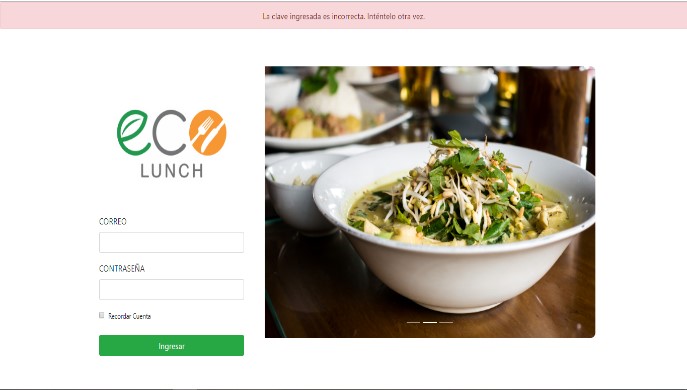 La clave ingresada es incorrecta. Inténtelo otra vez.
eco
LUNCH
CORREO
CONTRASEÑA
Recordar Cuenta
Ingresar